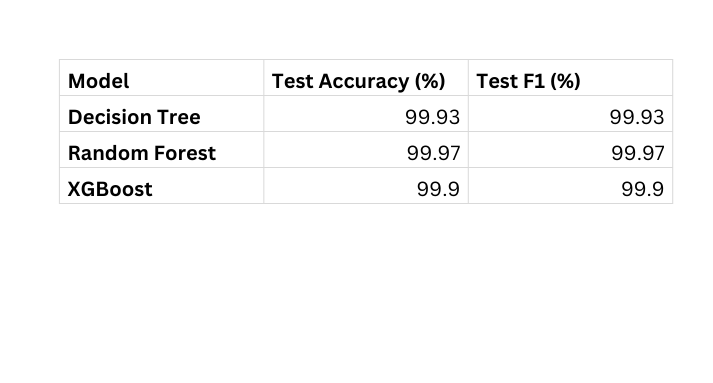 Model Test Accuracy (%) Test F1 (%)
Decision Tree 99.93 99.93
Random Forest 99.97 99.97
XGBoost 99.9 99.9